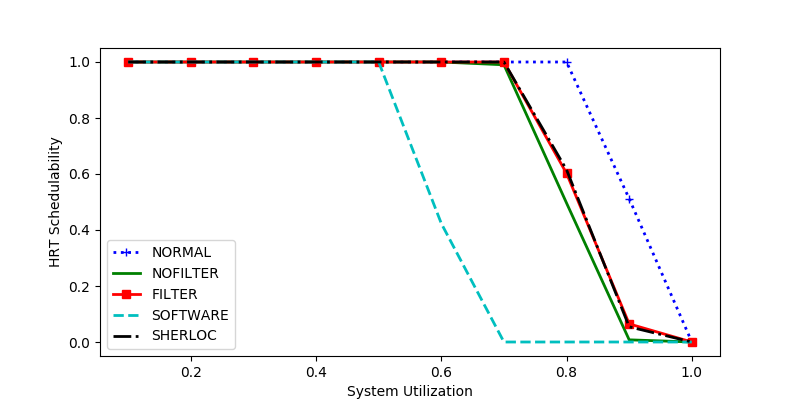 1.0
0.8
0.6
0.4
0.2
0.0
HRT Schedulability
NORMAL
NOFILTER
FILTER
SOFTWARE
SHERLOC
0.2 0.4 0.6 0.8 1.0
System Utilization